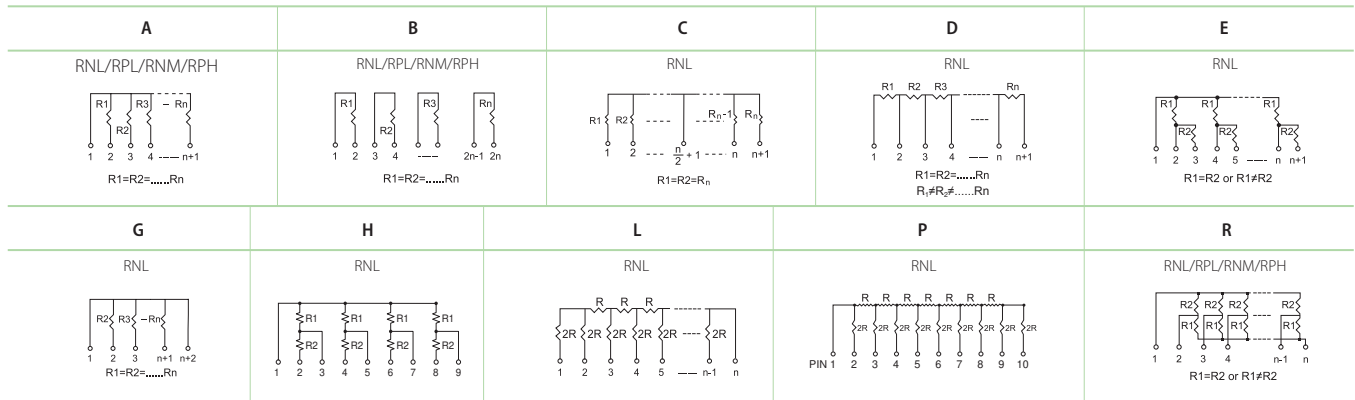 A B C D E
RNL/RPL/RNM/RPH RNL/RPL/RNM/RPH RNL RNL RNL
R1 R3 – Rn
R2
1 2 3 4 n+1
R1=R2=......Rn
R1 R3 Rn
R2
1 2 3 4 2n-1 2n
R1=R2=......Rn
R1 R2 Rn-1 Rn
1 2 n/2 + 1 n n+1
R1=R2=Rn
R1 R2 R3 Rn
1 2 3 4 n n+1
R1=R2=......Rn
R1≠R2≠......Rn
R1 R1 R1
R2 R2 R2
1 2 3 4 5 n n+1
R1=R2 or R1≠R2
G H L P R
RNL RNL RNL RNL RNL/RPL/RNM/RPH
R2 R3 –Rn
1 2 3 n+1 n+2
R1=R2=......Rn
R1 R1 R1 R1
R2 R2 R2 R2
1 2 3 4 5 6 7 8 9
R R R
2R 2R 2R 2R 2R 2R
1 2 3 4 5 n-1 n
R R R R R R R
2R 2R 2R 2R 2R 2R 2R 2R 2R
PIN 1 2 3 4 5 6 7 8 9 10
R2 R2 R2 R2
R1 R1 R1 R1
1 2 3 4 n-1 n
R1=R2 or R1≠R2